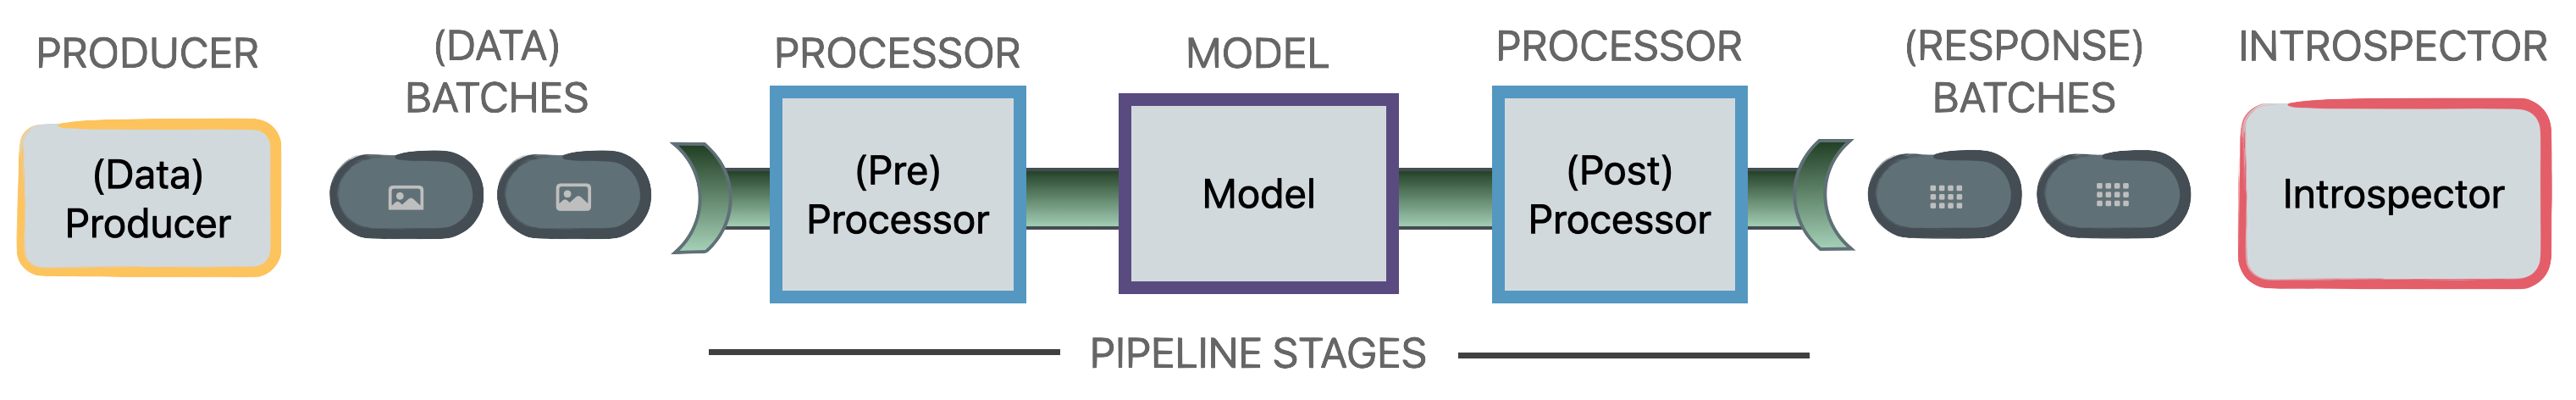 PRODUCER
(DATA)
BATCHES
PROCESSOR
MODEL
PROCESSOR
(RESPONSE)
BATCHES
INTROSPECTOR
(Data)
Producer
(Pre)
Processor
Model
(Post)
Processor
Introspector
PIPELINE STAGES